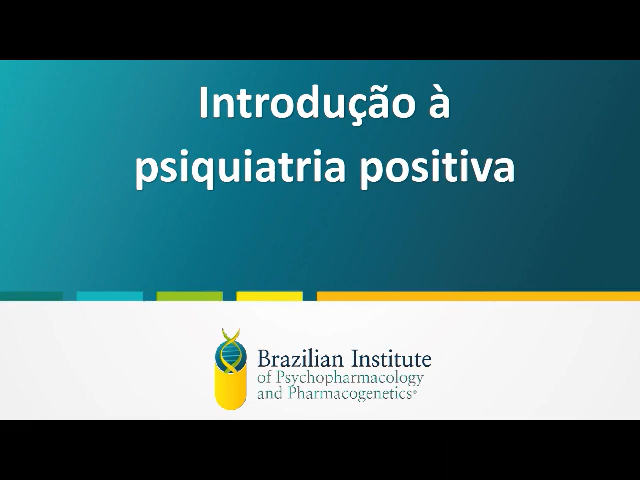 Introdução à
psiquiatria positiva
Brazilian Institute
of Psychopharmacology
and Pharmacogenetics®